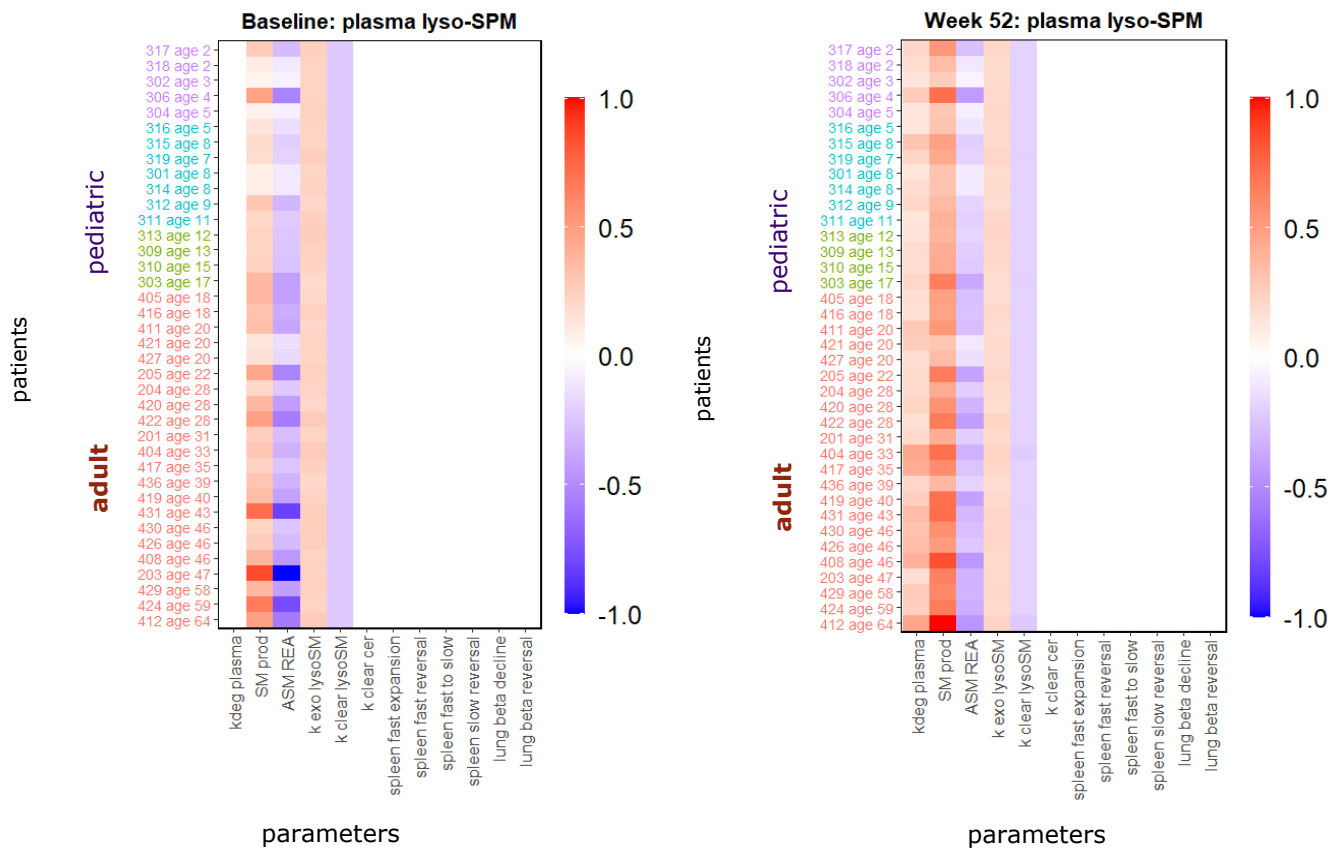 Baseline: plasma lyso-SPM
patients
pediatric
adult
317 age 2
318 age 2
302 age 3
306 age 4
304 age 5
316 age 5
315 age 8
319 age 7
301 age 8
314 age 8
312 age 9
311 age 11
313 age 12
309 age 13
310 age 15
303 age 17
405 age 18
416 age 18
411 age 20
421 age 20
427 age 20
205 age 22
204 age 28
420 age 28
422 age 28
201 age 31
404 age 33
417 age 35
436 age 39
419 age 40
431 age 43
430 age 46
426 age 46
408 age 46
203 age 47
429 age 58
424 age 59
412 age 64
kdeg plasma
SM prod
ASM REA
k exo lysoSM
k clear lysoSM
k clear cer
spleen fast expansion
spleen fast reversal
spleen fast to slow
spleen slow reversal
lung beta decline
lung beta reversal
parameters
1.0
0.5
0.0
-0.5
-1.0
Week 52: plasma lyso-SPM
patients
pediatric
adult
317 age 2
318 age 2
302 age 3
306 age 4
304 age 5
316 age 5
315 age 8
319 age 7
301 age 8
314 age 8
312 age 9
311 age 11
313 age 12
309 age 13
310 age 15
303 age 17
405 age 18
416 age 18
411 age 20
421 age 20
427 age 20
205 age 22
204 age 28
420 age 28
422 age 28
201 age 31
404 age 33
417 age 35
436 age 39
419 age 40
431 age 43
430 age 46
426 age 46
408 age 46
203 age 47
429 age 58
424 age 59
412 age 64
kdeg plasma
SM prod
ASM REA
k exo lysoSM
k clear lysoSM
k clear cer
spleen fast expansion
spleen fast reversal
spleen fast to slow
spleen slow reversal
lung beta decline
lung beta reversal
parameters
1.0
0.5
0.0
-0.5
-1.0